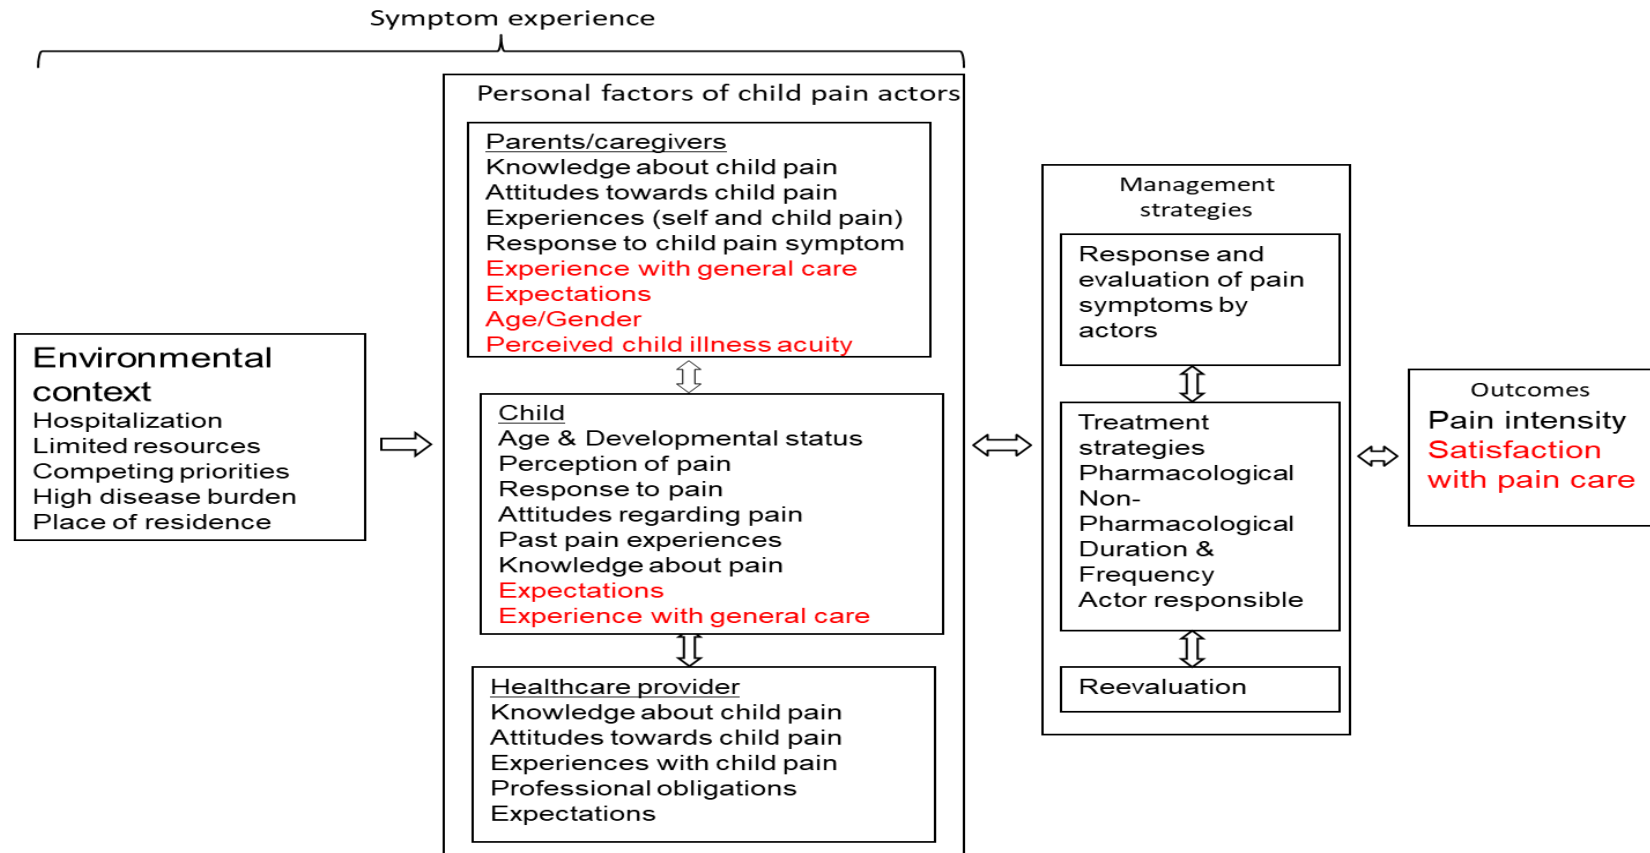 Symptom experience
Environmental
context
Hospitalization
Limited resources
Competing priorities
High disease burden
Place of residence
Personal factors of child pain actors
Parents/caregivers
Knowledge about child pain
Attitudes towards child pain
Experiences (self and child pain)
Response to child pain symptom
Experience with general care
Expectations
Age/Gender
Perceived child illness acuity
Child
Age & Developmental status
Perception of pain
Response to pain
Attitudes regarding pain
Past pain experiences
Knowledge about pain
Expectations
Experience with general care
Healthcare provider
Knowledge about child pain
Attitudes towards child pain
Experiences with child pain
Professional obligations
Expectations
Management
strategies
Response and
evaluation of pain
symptoms by
actors
Treatment
strategies
Pharmacological
Non-
Pharmacological
Duration &
Frequency
Actor responsible
Reevaluation
Outcomes
Pain intensity
Satisfaction
with pain care